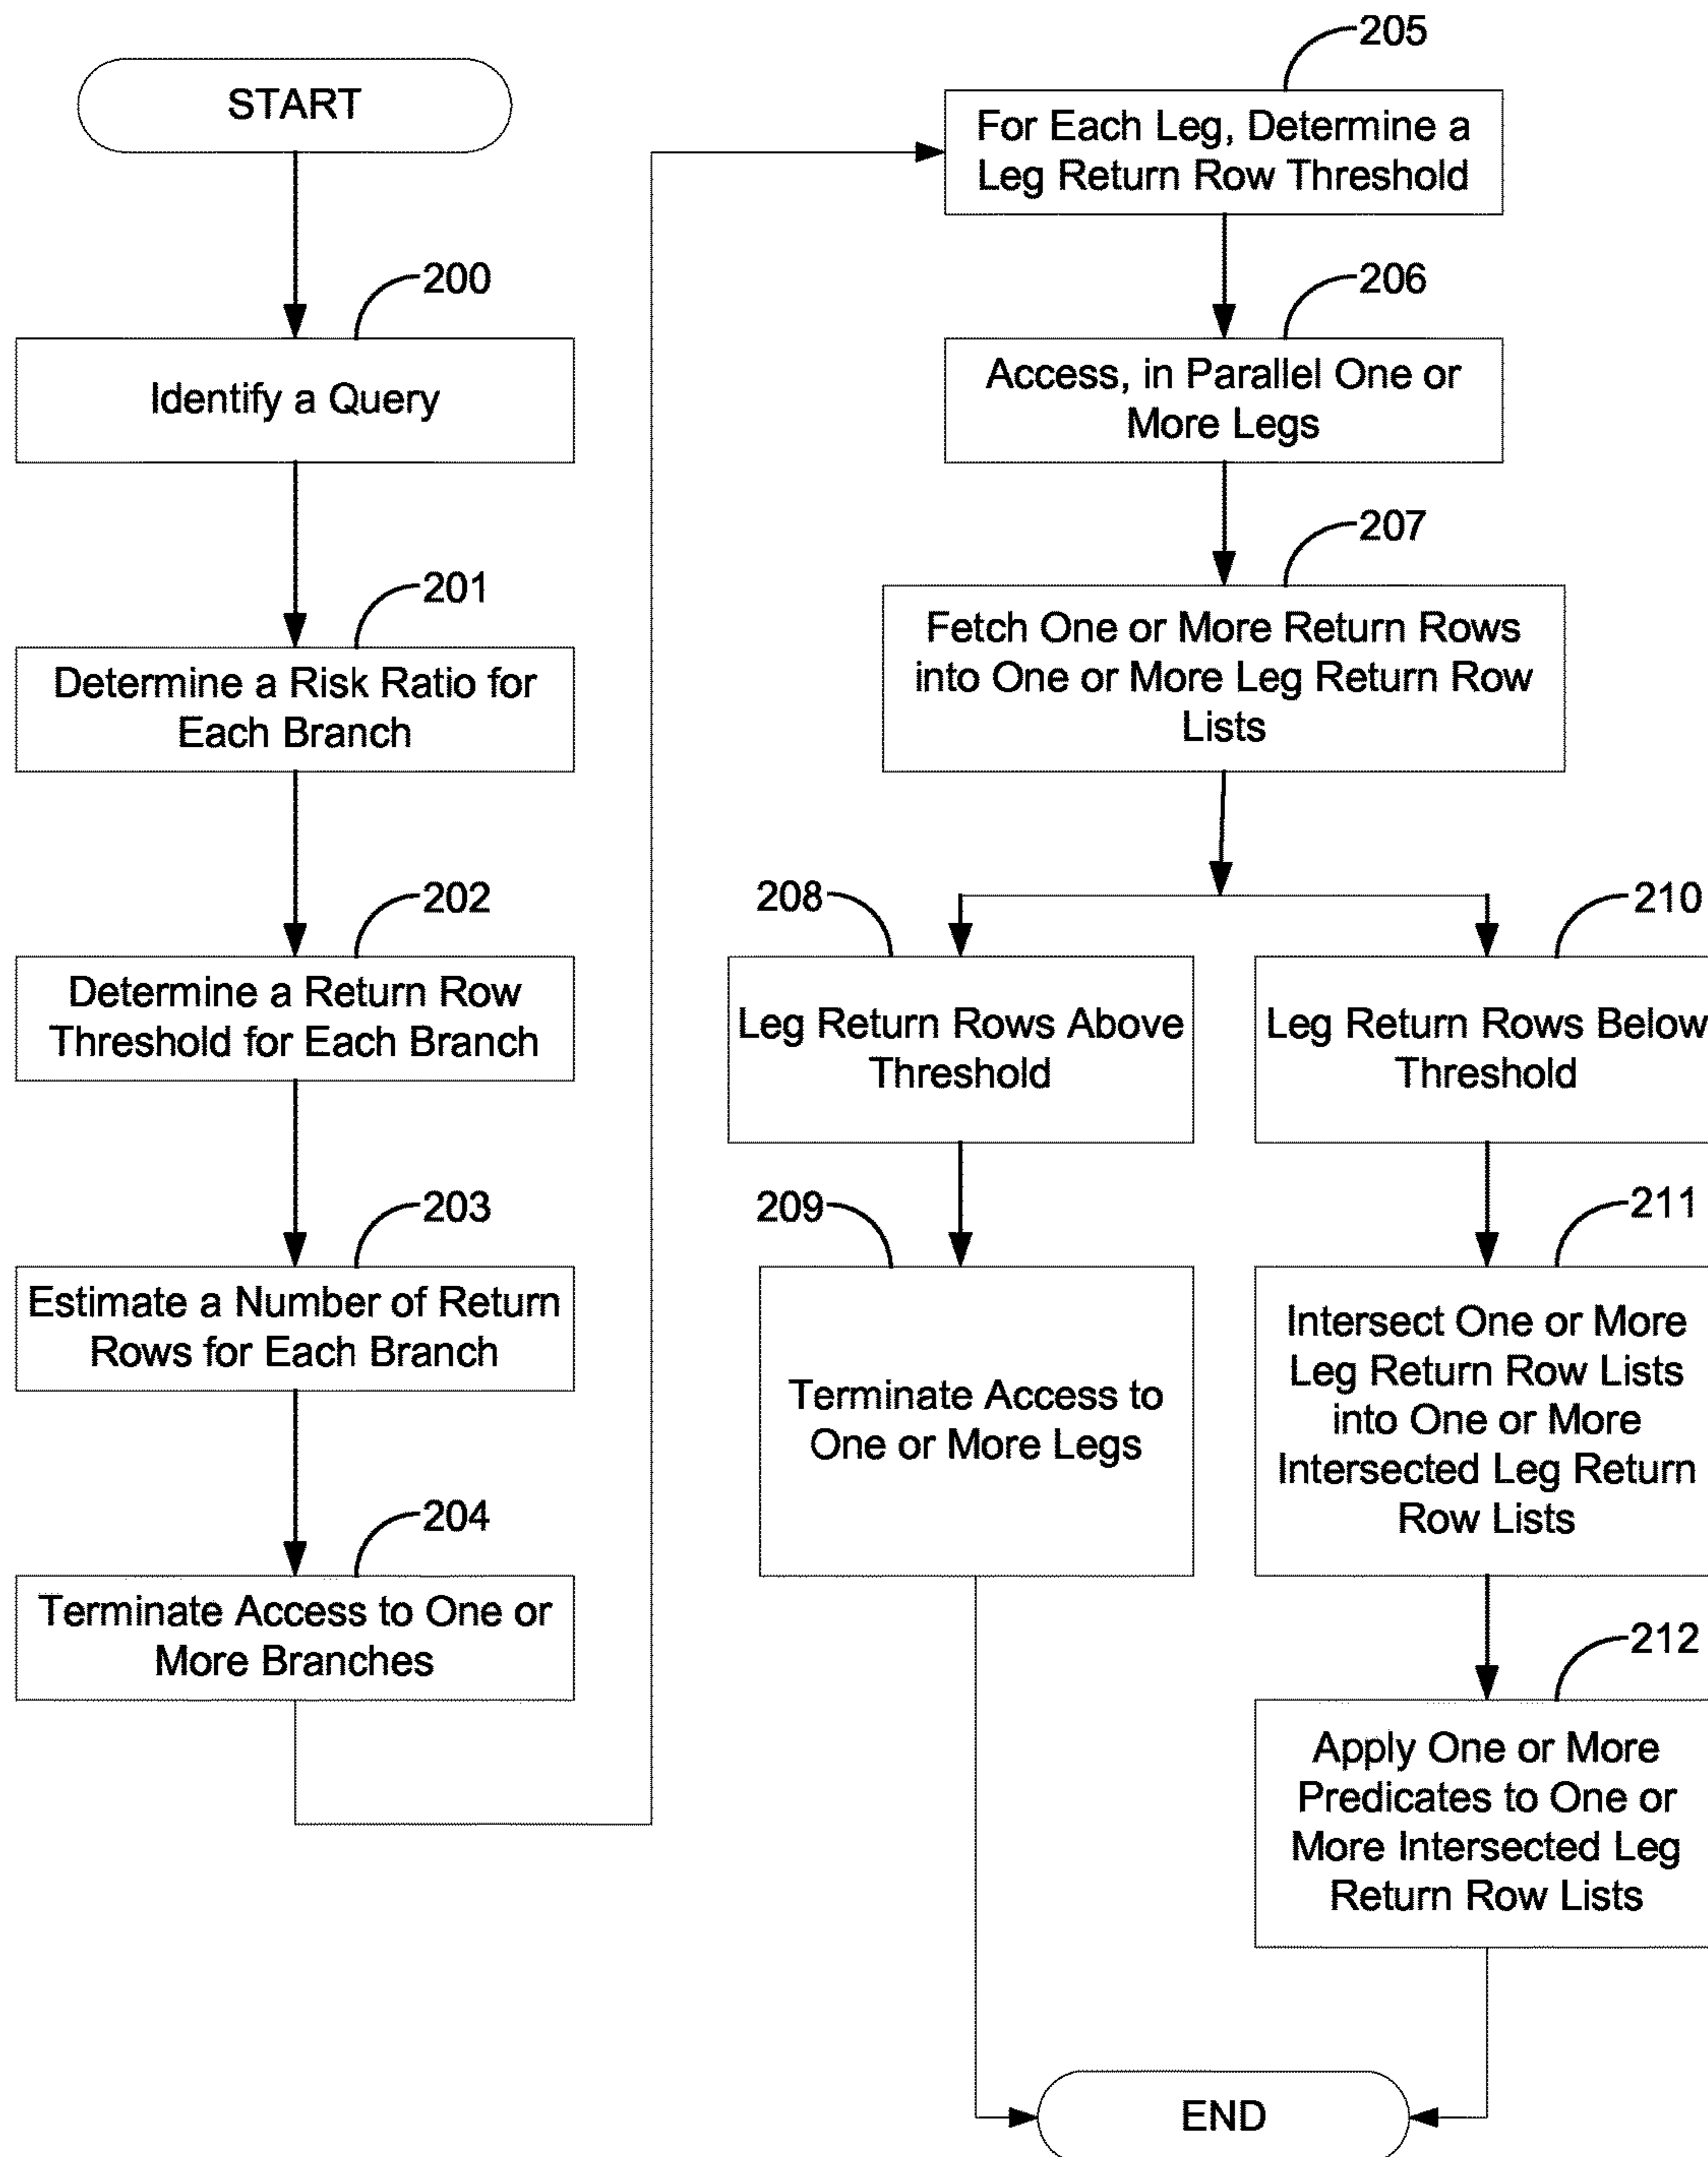 START
200
Identify a Query
201
Determine a Risk Ratio for
Each Branch
202
Determine a Return Row
Threshold for Each Branch
203
Estimate a Number of Return
Rows for Each Branch
204
Terminate Access to One or
More Branches
205
For Each Leg, Determine a
Leg Return Row Threshold
206
Access, in Parallel One or
More Legs
207
Fetch One or More Return Rows
into One or More Leg Return Row
Lists
208
Leg Return Rows Above
Threshold
209
Terminate Access to
One or More Legs
210
Leg Return Rows Below
Threshold
211
Intersect One or More
Leg Return Row Lists
into One or More
Intersected Leg Return
Row Lists
212
Apply One or More
Predicates to One or
More Intersected Leg
Return Row Lists
END